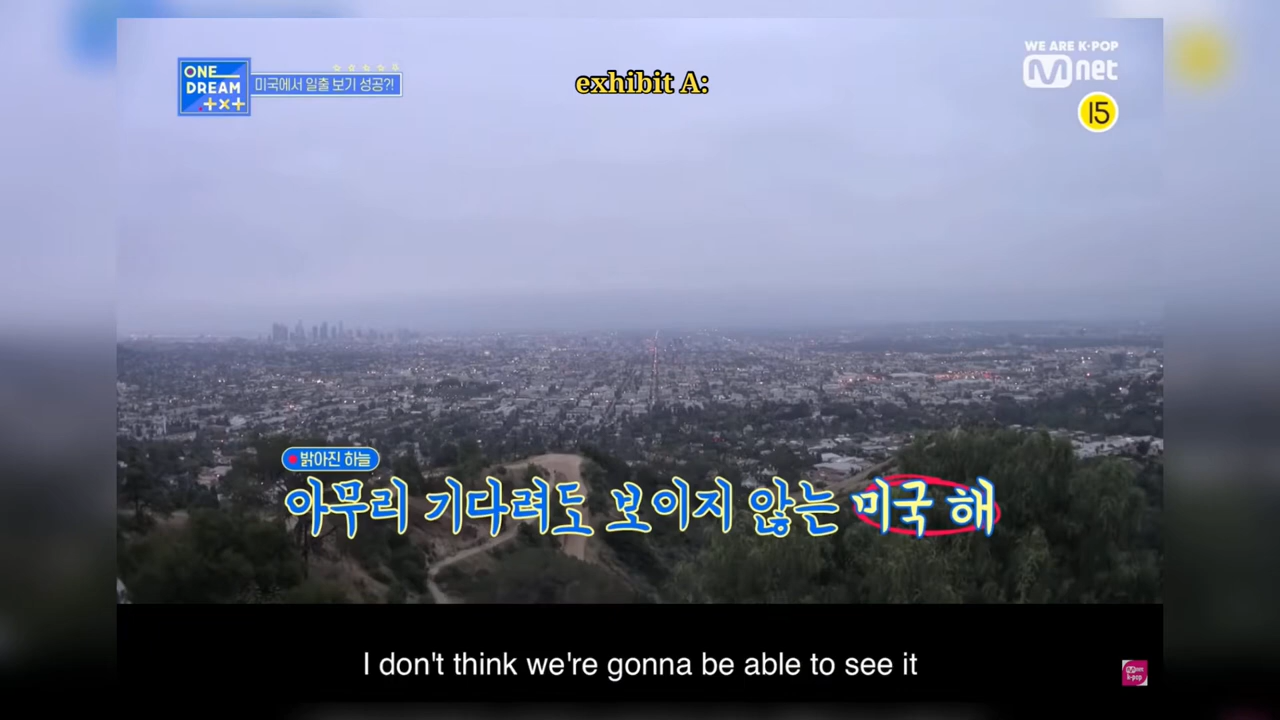 ONE
DREAM
+x+
미국에서 일출 보기 성공?!
exhibit A:
WE ARE K-POP
Mnet
15
밝아진 하늘
아무리 기다려도 보이지 않는 미국 해
I don't think we're gonna be able to see it
Mnet
k-pop